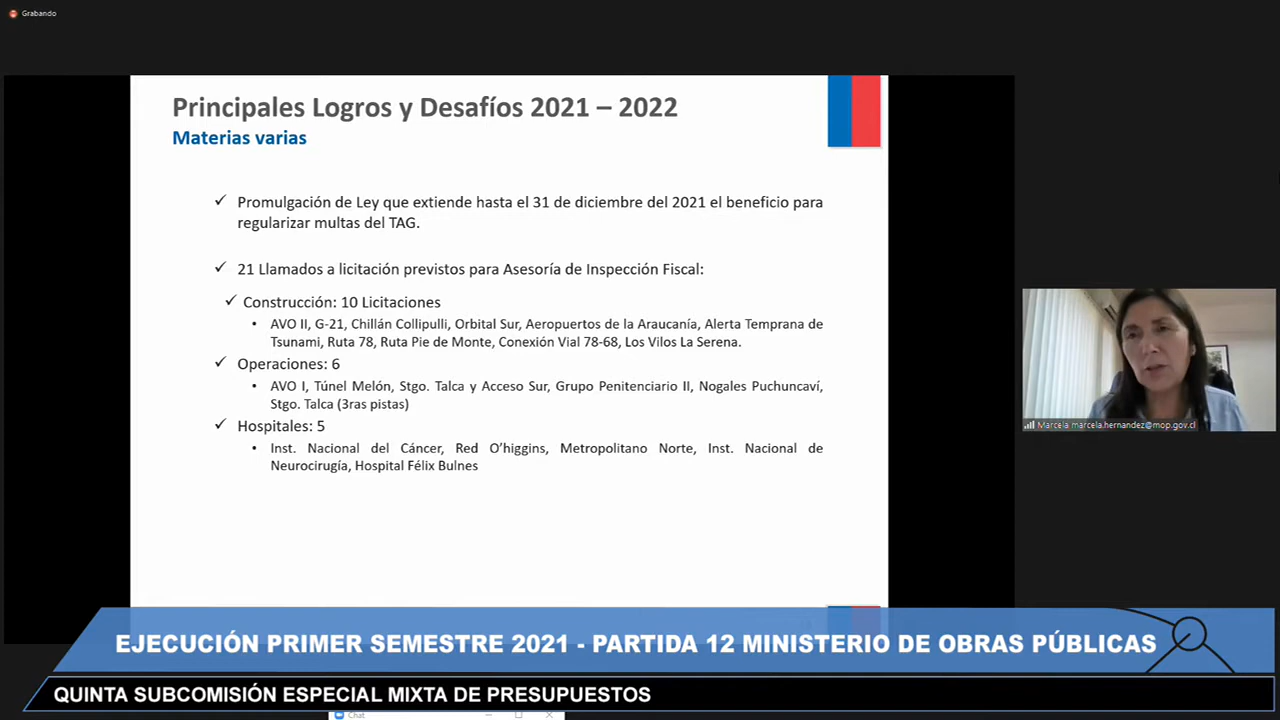 Grabando
Principales Logros y Desafíos 2021 – 2022
Materias varias
✓ Promulgación de Ley que extiende hasta el 31 de diciembre del 2021 el beneficio para
regularizar multas del TAG.
✓ 21 Llamados a licitación previstos para Asesoría de Inspección Fiscal:
✓ Construcción: 10 Licitaciones
• AVO II, G-21, Chillán Collipulli, Orbital Sur, Aeropuertos de la Araucanía, Alerta Temprana de
Tsunami, Ruta 78, Ruta Pie de Monte, Conexión Vial 78-68, Los Vilos La Serena.
✓ Operaciones: 6
• AVO I, Túnel Melón, Stgo. Talca y Acceso Sur, Grupo Penitenciario II, Nogales Puchuncaví,
Stgo. Talca (3ras pistas)
✓ Hospitales: 5
• Inst. Nacional del Cáncer, Red O’higgins, Metropolitano Norte, Inst. Nacional de
Neurocirugía, Hospital Félix Bulnes
Marcela marcela.hernandez@mop.gov.cl
EJECUCIÓN PRIMER SEMESTRE 2021 - PARTIDA 12 MINISTERIO DE OBRAS PÚBLICAS
QUINTA SUBCOMISIÓN ESPECIAL MIXTA DE PRESUPUESTOS
Chat